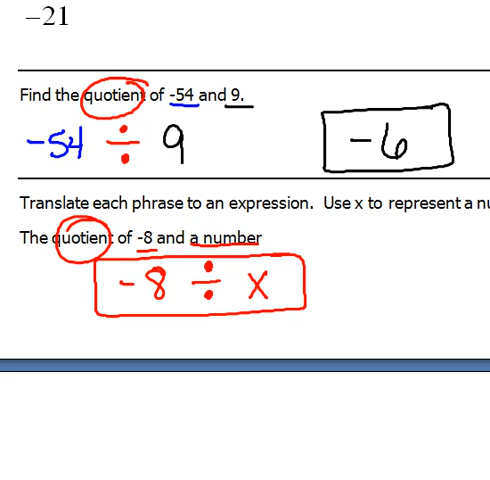 –21
Find the quotient of -54 and 9.
-54 ÷ 9
-6
Translate each phrase to an expression. Use x to represent a
The quotient of -8 and a number
-8 ÷ x